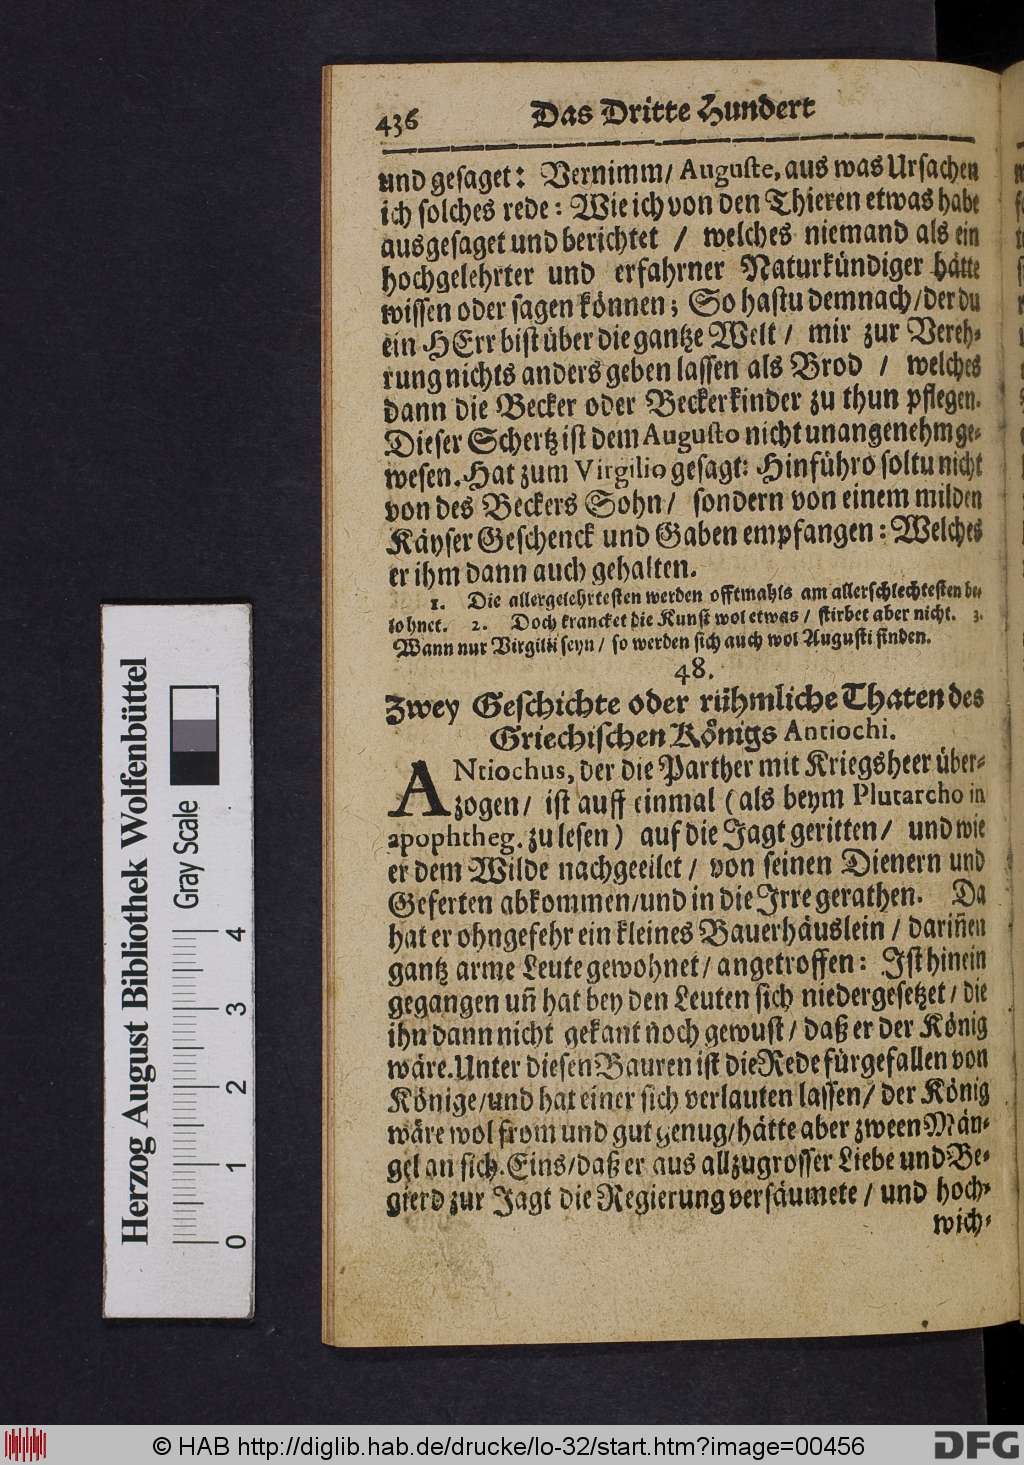 436 Das Dritte Hundert
und gesaget: Vernimm/ Auguste, aus was Ursachen
ich solches rede: Wie ich von den Thieren etwas habe
ausgesaget und berichtet / welches niemand als ein
hochgelehrter und erfahrner Naturkündiger hätte
wissen oder sagen können; So hastu demnach/ der du
ein HErr bist über die gantze Welt / mir zur Vereh-
rung nichts anders geben lassen als Brod / welches
dann die Becker oder Beckerkinder zu thun pflegen.
Dieser Schertz ist dem Augusto nicht unangenehm ge-
wesen. Hat zum Virgilio gesagt: Hinführo soltu nicht
von des Beckers Sohn/ sondern von einem milden
Käyser Geschenck und Gaben empfangen: Welches
er ihm dann auch gehalten.
1. Die allergelehrtesten werden offtmahls am allerschlechtesten be-
lohnet. 2. Doch krancket die Kunst wol etwas / stirbet aber nicht. 3.
Wann nur Virgilii seyn / so werden sich auch wol Augusti finden.
48.
Zwey Geschichte oder rühmliche Thaten des
Griechischen Königs Antiochi.
ANtiochus, der die Parther mit Kriegsheer über-
zogen/ ist auff einmal (als beym Plutarcho in
apophtheg. zu lesen) auf die Jagt geritten/ und wie
er dem Wilde nachgeeilet/ von seinen Dienern und
Geferten abkommen/und in die Irre gerathen. Da
hat er ohngefehr ein kleines Bauerhäuslein / dariñen
gantz arme Leute gewohnet/ angetroffen: Ist hinein
gegangen uñ hat bey den Leuten sich niedergesetzet/ die
ihn dann nicht gekant noch gewust / daß er der König
wäre. Unter diesen Bauren ist die Rede fürgefallen von
Könige/und hat einer sich verlauten lassen/ der König
wäre wol from und gut genug/hätte aber zween Män-
gel an sich. Eins/daß er aus allzugrosser Liebe und Be-
gierd zur Jagt die Regierung versäumete / und hoch-
wich-
Herzog August Bibliothek Wolfenbüttel
Gray Scale
0 1 2 3 4
© HAB http://diglib.hab.de/drucke/lo-32/start.htm?image=00456
DFG